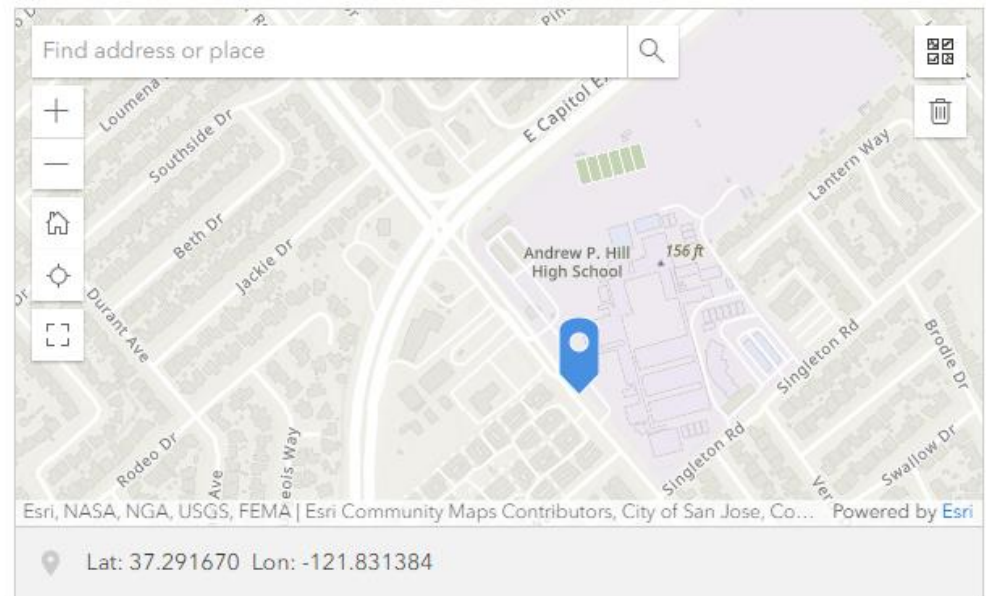 Find address or place
Loumena
Southside Dr
E Capitol Ex
Lantern Way
Beth Dr
Jackie Dr
Andrew P. Hill
High School
156 ft
Durant Ave
Singleton Rd
Brodie Dr
Rodeo Dr
Ave
eois Way
Singleton Rd
Swallow Dr
Ver
Esri, NASA, NGA, USGS, FEMA | Esri Community Maps Contributors, City of San Jose, Co... Powered by Esri
Lat: 37.291670 Lon: -121.831384